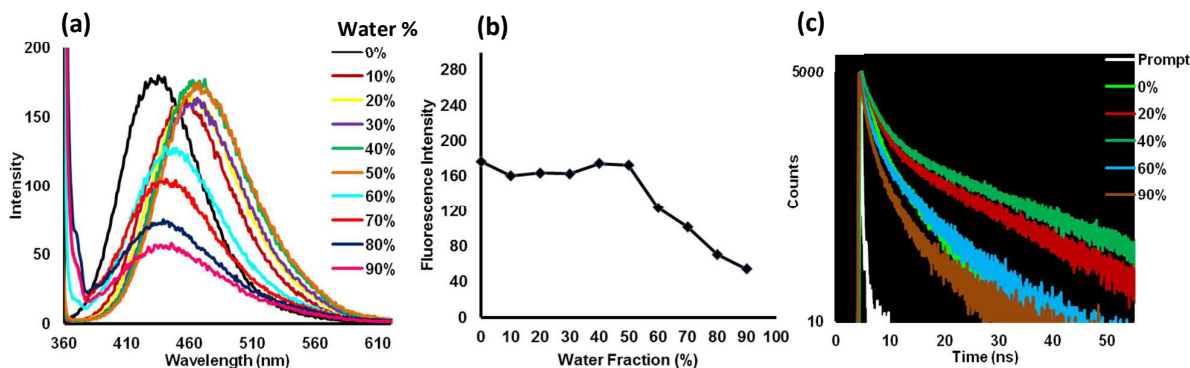 (a)
Water %
200
150
100
50
0
Intensity
360 410 460 510 560 610
Wavelength (nm)
0%
10%
20%
30%
40%
50%
60%
70%
80%
90%
(b)
280
240
200
160
120
80
40
0
Fluorescence Intensity
0 10 20 30 40 50 60 70 80 90 100
Water Fraction (%)
(c)
5000
10
Counts
0 10 20 30 40 50
Time (ns)
Prompt
0%
20%
40%
60%
90%